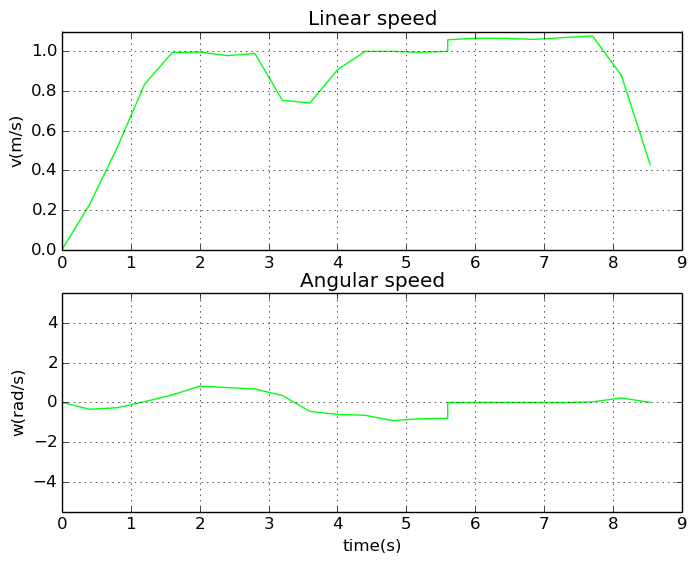 Linear speed
1.0
0.8
0.6
0.4
0.2
0.0
v(m/s)
0 1 2 3 4 5 6 7 8 9
Angular speed
4
2
0
−2
−4
w(rad/s)
0 1 2 3 4 5 6 7 8 9
time(s)